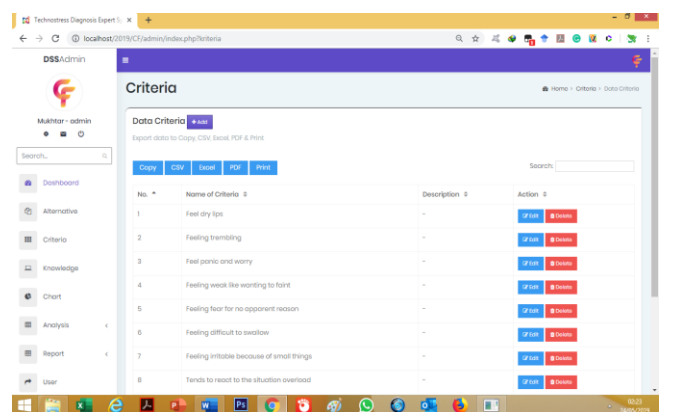 Technostress Diagnosis Expert Sy
localhost/2019/CF/admin/index.php?kriteria
DSSAdmin
Mukhtar - admin
Search...
Dashboard
Alternative
Criteria
Knowledge
Chart
Analysis
Report
User
Criteria
Home > Criteria > Data Criteria
Data Criteria + Add
Export data to Copy, CSV, Excel, PDF & Print
Copy CSV Excel PDF Print
Search:
No. Name of Criteria Description Action
1 Feel dry lips - Edit Delete
2 Feeling trembling - Edit Delete
3 Feel panic and worry - Edit Delete
4 Feeling weak like wanting to faint - Edit Delete
5 Feeling fear for no apparent reason - Edit Delete
6 Feeling difficult to swallow - Edit Delete
7 Feeling irritable because of small things - Edit Delete
8 Tends to react to the situation overload - Edit Delete
02:23